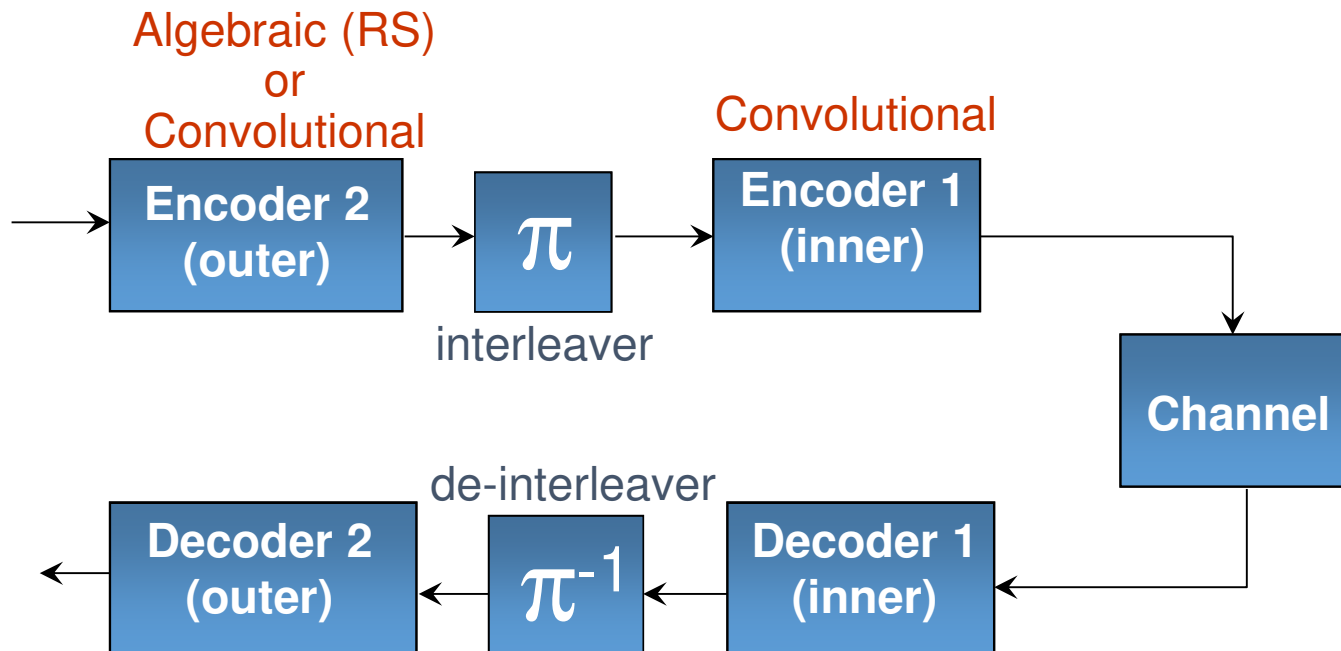 Algebraic (RS)
or
Convolutional
Convolutional
Encoder 2
(outer)
π
Encoder 1
(inner)
interleaver
Channel
de-interleaver
Decoder 2
(outer)
π⁻¹
Decoder 1
(inner)